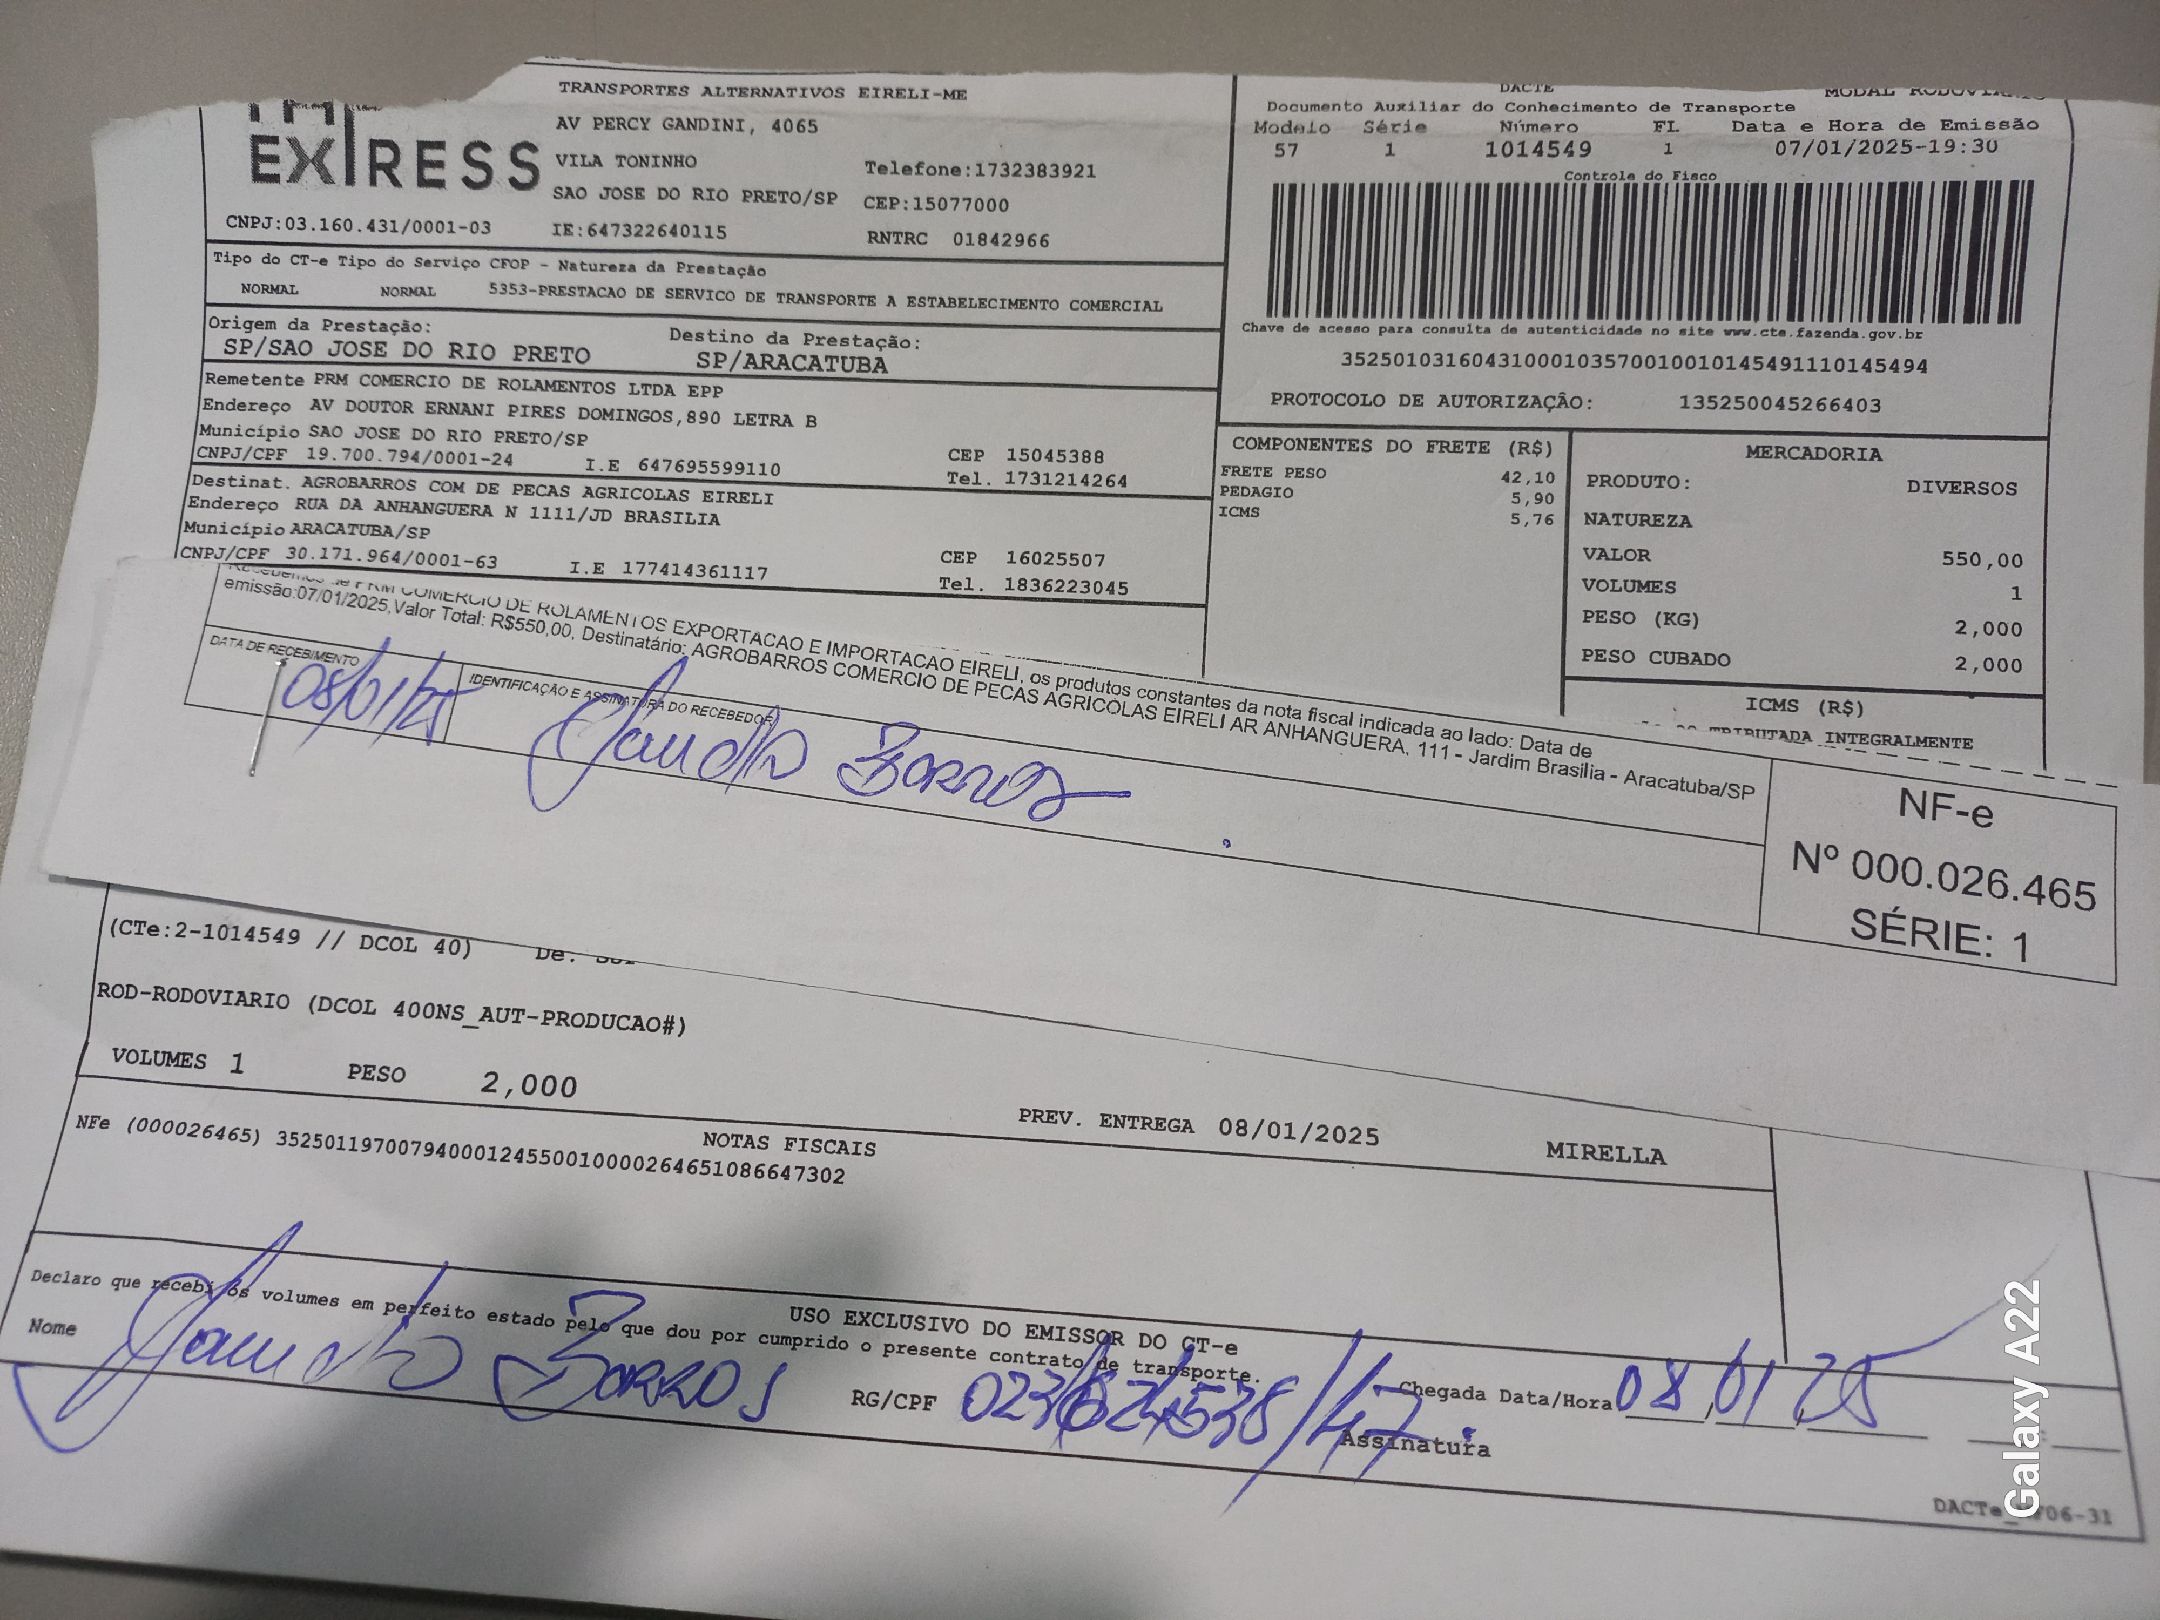 TRANSPORTES ALTERNATIVOS EIRELI-ME
EXPRESS
AV PERCY GANDINI, 4065
VILA TONINHO
Telefone:1732383921
SAO JOSE DO RIO PRETO/SP CEP:15077000
CNPJ:03.160.431/0001-03 IE:647322640115 RNTRC 01842966
DACTE MODAL RODOVIARIO
Documento Auxiliar do Conhecimento de Transporte
Modelo Série Número FL Data e Hora de Emissão
57 1 1014549 1 07/01/2025-19:30
Controle do Fisco
Chave de acesso para consulta de autenticidade no site www.cte.fazenda.gov.br
35250103160431000103570010010145491110145494
PROTOCOLO DE AUTORIZAÇÂO: 135250045266403
Tipo do CT-e Tipo do Serviço CFOP - Natureza da Prestação
NORMAL NORMAL 5353-PRESTACAO DE SERVICO DE TRANSPORTE A ESTABELECIMENTO COMERCIAL
Origem da Prestação: Destino da Prestação:
SP/SAO JOSE DO RIO PRETO SP/ARACATUBA
Remetente PRM COMERCIO DE ROLAMENTOS LTDA EPP
Endereço AV DOUTOR ERNANI PIRES DOMINGOS,890 LETRA B
Município SAO JOSE DO RIO PRETO/SP CEP 15045388
CNPJ/CPF 19.700.794/0001-24 I.E 647695599110 Tel. 1731214264
Destinat. AGROBARROS COM DE PECAS AGRICOLAS EIRELI
Endereço RUA DA ANHANGUERA N 1111/JD BRASILIA
Município ARACATUBA/SP CEP 16025507
CNPJ/CPF 30.171.964/0001-63 I.E 177414361117 Tel. 1836223045
COMPONENTES DO FRETE (R$)
FRETE PESO 42,10
PEDAGIO 5,90
ICMS 5,76
MERCADORIA
PRODUTO: DIVERSOS
NATUREZA
VALOR 550,00
VOLUMES 1
PESO (KG) 2,000
PESO CUBADO 2,000
ICMS (R$)
TRIBUTADA INTEGRALMENTE
Recebemos de PRM COMERCIO DE ROLAMENTOS EXPORTACAO E IMPORTACAO EIRELI, os produtos constantes da nota fiscal indicada ao lado: Data de
emissão:07/01/2025,Valor Total: R$550,00, Destinatário: AGROBARROS COMERCIO DE PECAS AGRICOLAS EIRELI AR ANHANGUERA, 111 - Jardim Brasilia - Aracatuba/SP
DATA DE RECEBIMENTO IDENTIFICAÇÃO E ASSINATURA DO RECEBEDOR
08/01/25 Barros
NF-e
Nº 000.026.465
SÉRIE: 1
(CTe:2-1014549 // DCOL 40) De:
ROD-RODOVIARIO (DCOL 400NS_AUT-PRODUCAO#)
VOLUMES 1 PESO 2,000
PREV. ENTREGA 08/01/2025 MIRELLA
NOTAS FISCAIS
NFe (000026465) 35250119700794000124550010000264651086647302
USO EXCLUSIVO DO EMISSOR DO CT-e
Declaro que recebi os volumes em perfeito estado pelo que dou por cumprido o presente contrato de transporte.
Nome Barros RG/CPF Chegada Data/Hora 08 01 25
Assinatura
DACTe_
Galaxy A22